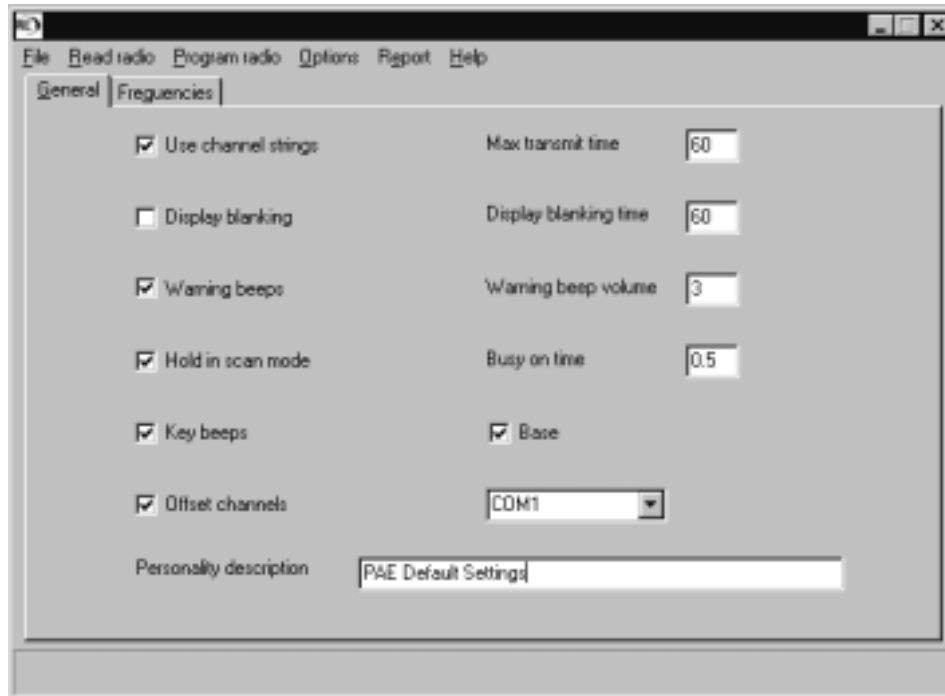 File Read radio Program radio Options Report Help
General Freguencies
Use channel strings Max transmit time 60
Display blanking Display blanking time 60
Warning beeps Warning beep volume 3
Hold in scan mode Busy on time 0.5
Key beeps Base
Offset channels COM1
Personality description PAE Default Settings